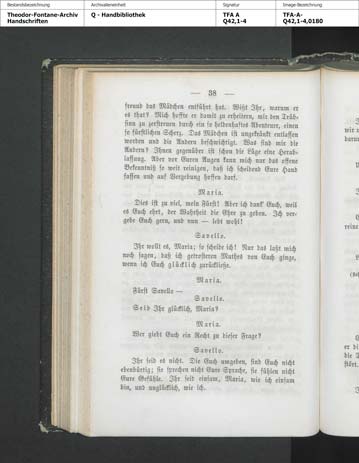 Bestandsbezeichnung
Archivalieneinheit
Signatur
Image-Bezeichnung
Theodor-Fontane-Archiv
Handschriften
Q - Handbibliothek
TFA A
Q42,1-4
TFA-A-
Q42,1-4,0180
— 38 —
freund das Mädchen entführt hat. Wißt Ihr, warum er
es that? Mich hoffte er damit zu erheitern, mir den Trüb-
sinn zu zerstreuen durch ein so heldenhaftes Abenteuer, einen
so fürstlichen Scherz. Das Mädchen ist ungekränkt entlassen
worden und die Andern beschwichtigt. Was sind mir die
Andern? Ihnen gegenüber ist schon die Lüge eine Herab-
lassung. Aber vor Euren Augen kann mich nur das offene
Bekenntniß so weit reinigen, daß ich scheidend Eure Hand
fassen und auf Vergebung hoffen darf.
Maria.
Dies ist zu viel, mein Fürst! Aber ich dank' Euch, weil
es Euch ehrt, der Wahrheit die Ehre zu geben. Ich ver-
gebe Euch gern, und nun — lebt wohl!
Savello.
Ihr wollt es, Maria; so scheide ich! Nur das laßt mich
noch sagen, daß ich getrosteren Muthes von Euch ginge,
wenn ich Euch glücklich zurückließe.
Maria.
Fürst Savello —
Savello.
Seid Ihr glücklich, Maria?
Maria.
Wer giebt Euch ein Recht zu dieser Frage?
Savello.
Ihr seid es nicht. Die Euch umgeben, sind Euch nicht
ebenbürtig; sie sprechen nicht Eure Sprache, sie fühlen nicht
Eure Gefühle. Ihr seid einsam, Maria, wie ich einsam
bin, und unglücklich, wie ich.